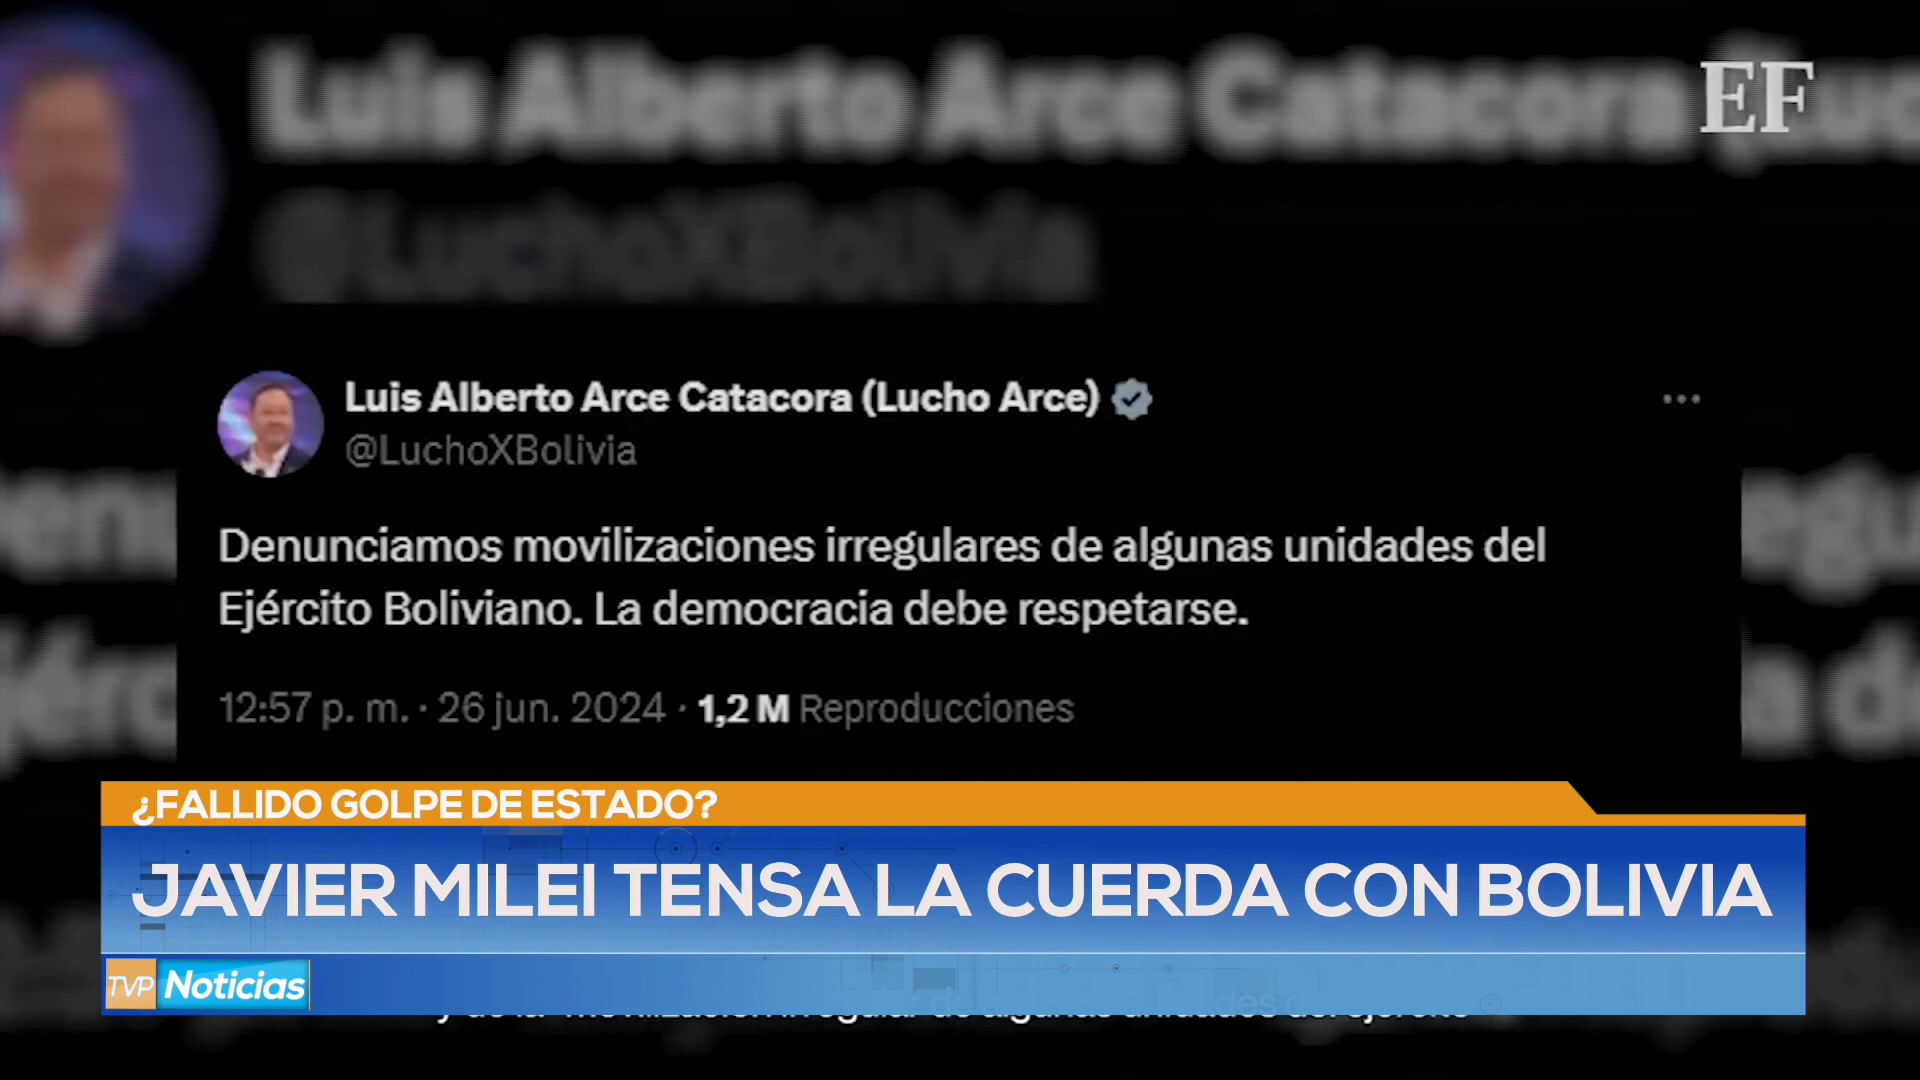 Luis Alberto Arce Catacora (Luc
EF
@LuchoXBolivia
Luis Alberto Arce Catacora (Lucho Arce)
@LuchoXBolivia
Denunciamos movilizaciones irregulares de algunas unidades del
Ejército Boliviano. La democracia debe respetarse.
12:57 p. m. · 26 jun. 2024 · 1,2 M Reproducciones
¿FALLIDO GOLPE DE ESTADO?
JAVIER MILEI TENSA LA CUERDA CON BOLIVIA
TVP Noticias